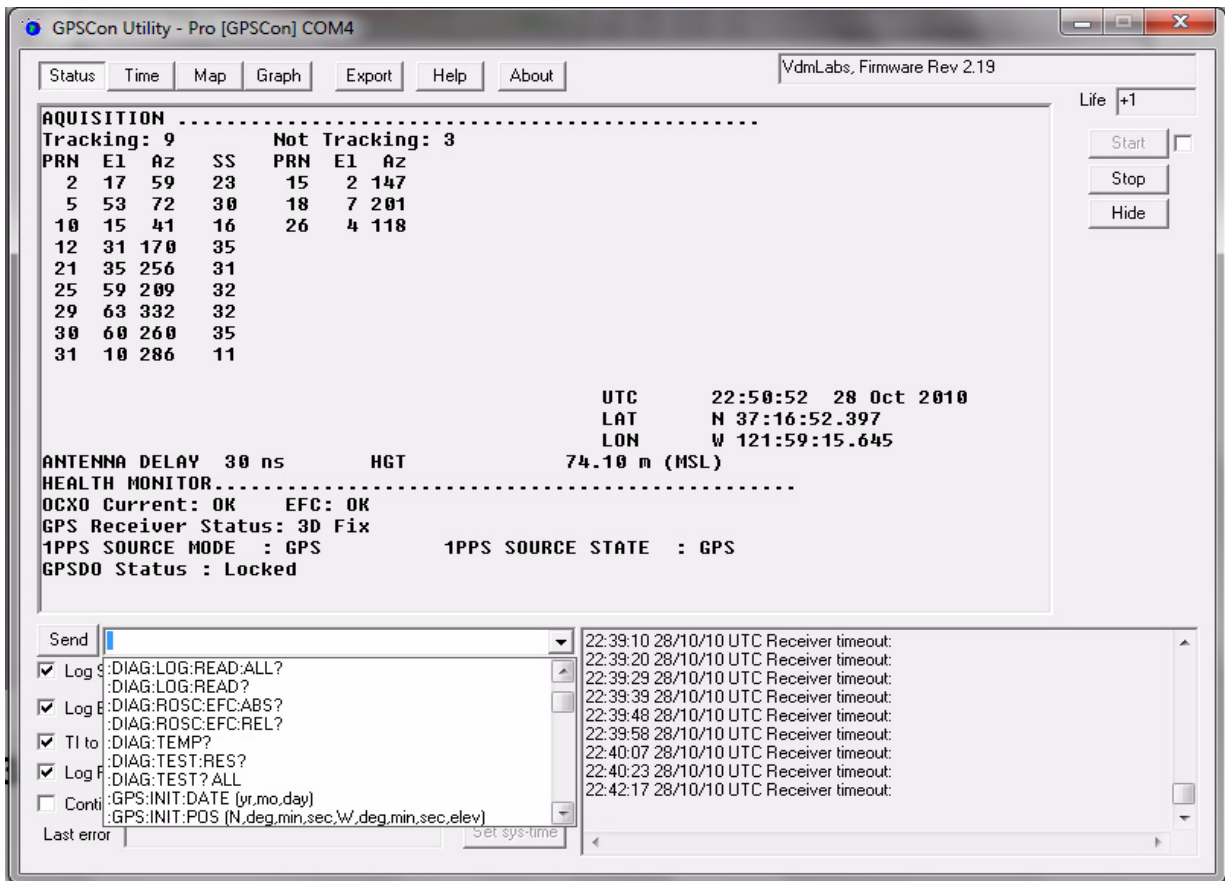 GPSCon Utility - Pro [GPSCon] COM4
Status Time Map Graph Export Help About
VdmLabs, Firmware Rev 2.19
Life +1
Start
Stop
Hide
AQUISITION ................................................
Tracking: 9 Not Tracking: 3
PRN El Az SS PRN El Az
2 17 59 23 15 2 147
5 53 72 30 18 7 201
10 15 41 16 26 4 118
12 31 170 35
21 35 256 31
25 59 209 32
29 63 332 32
30 60 260 35
31 10 286 11
UTC 22:50:52 28 Oct 2010
LAT N 37:16:52.397
LON W 121:59:15.645
ANTENNA DELAY 30 ns HGT 74.10 m (MSL)
HEALTH MONITOR................................................
OCXO Current: OK EFC: OK
GPS Receiver Status: 3D Fix
1PPS SOURCE MODE : GPS 1PPS SOURCE STATE : GPS
GPSDO Status : Locked
Send
Log S
Log E
TI to
Log F
Conti
Last error
:DIAG:LOG:READ:ALL?
:DIAG:LOG:READ?
:DIAG:ROSC:EFC:ABS?
:DIAG:ROSC:EFC:REL?
:DIAG:TEMP?
:DIAG:TEST:RES?
:DIAG:TEST? ALL
:GPS:INIT:DATE (yr,mo,day)
:GPS:INIT:POS (N,deg,min,sec,W,deg,min,sec,elev)
Set sys-time
22:39:10 28/10/10 UTC Receiver timeout:
22:39:20 28/10/10 UTC Receiver timeout:
22:39:29 28/10/10 UTC Receiver timeout:
22:39:39 28/10/10 UTC Receiver timeout:
22:39:48 28/10/10 UTC Receiver timeout:
22:39:58 28/10/10 UTC Receiver timeout:
22:40:07 28/10/10 UTC Receiver timeout:
22:40:23 28/10/10 UTC Receiver timeout:
22:42:17 28/10/10 UTC Receiver timeout: